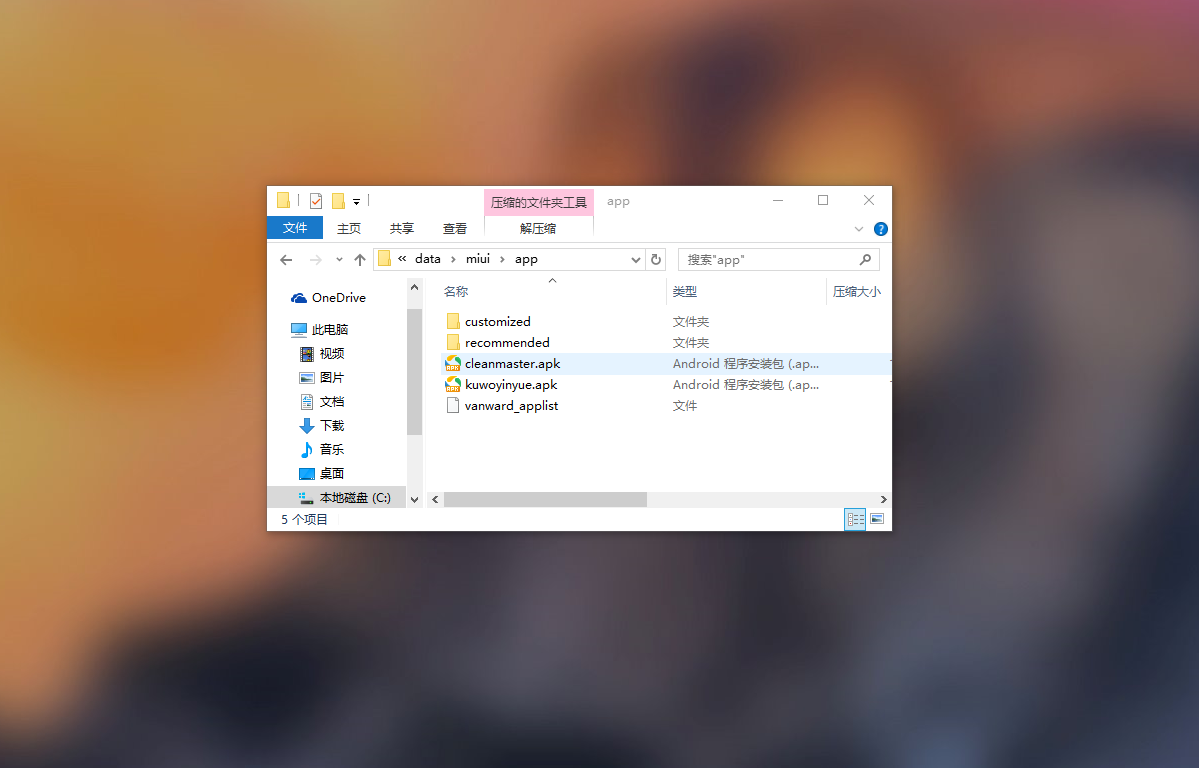 压缩的文件夹工具 app
文件 主页 共享 查看 解压缩
« data › miui › app 搜索"app"
名称 类型 压缩大小
OneDrive
此电脑
视频
图片
文档
下载
音乐
桌面
本地磁盘 (C:)
customized 文件夹
recommended 文件夹
cleanmaster.apk Android 程序安装包 (.ap...
kuwoyinyue.apk Android 程序安装包 (.ap...
vanward_applist 文件
5 个项目